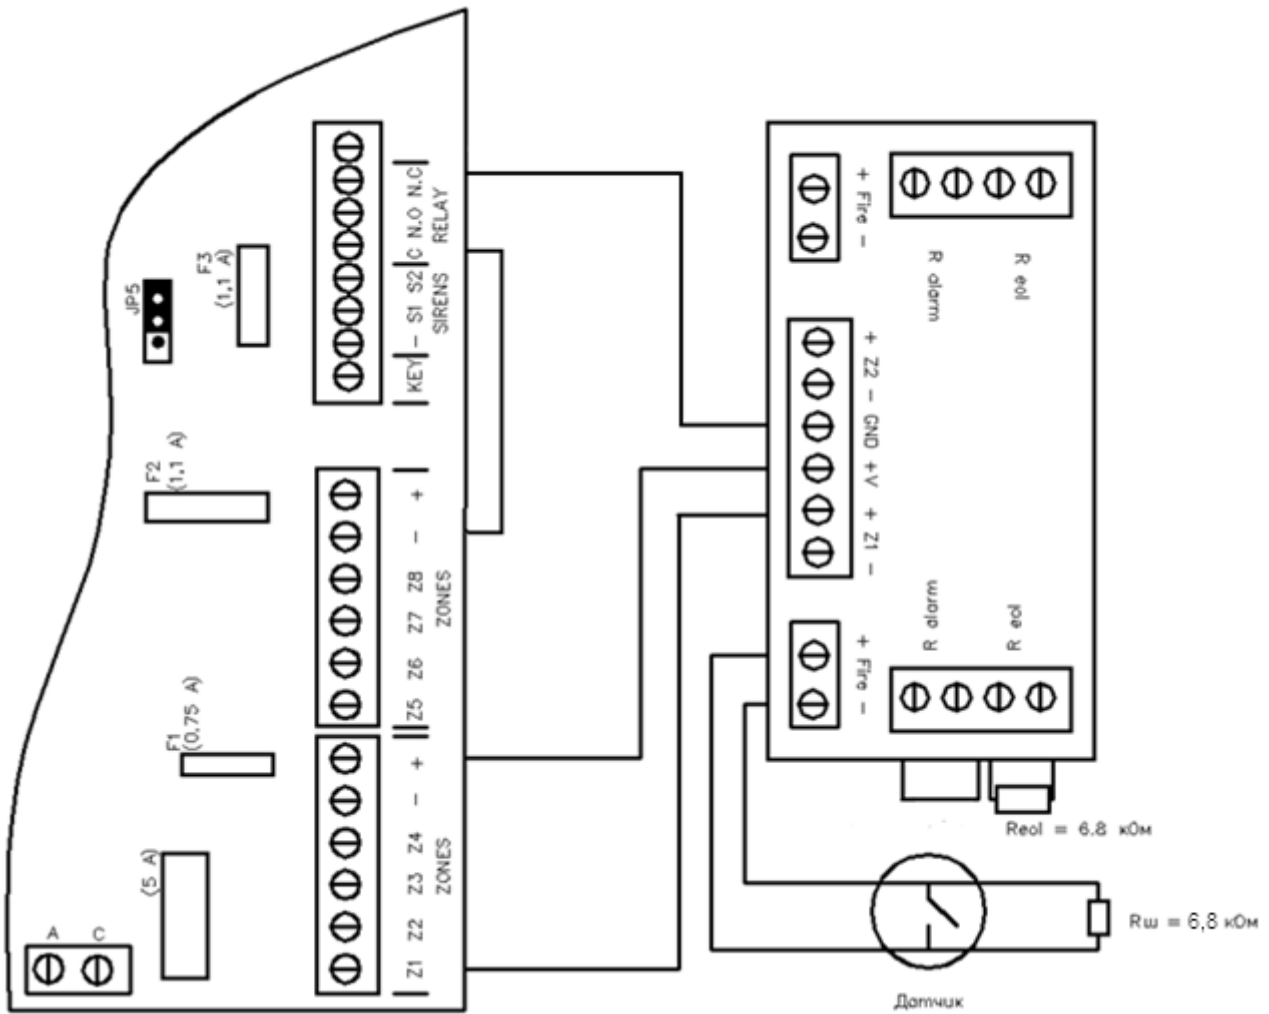 N.C
N.O
C
RELAY
S2
S1
—
SIRENS
KEY
F3
(1,1 A)
JP5
F2
(1,1 A)
+
—
Z8
Z7
Z6
Z5
ZONES
F1
(0.75 A)
+
—
Z4
Z3
Z2
Z1
ZONES
(5 A)
A C
+ Fire —
R alarm
R eol
+ Z2 —
GND
+V
+ Z1 —
R alarm
R eol
+ Fire —
Reol = 6.8 кОм
Rш = 6,8 кОм
Датчик